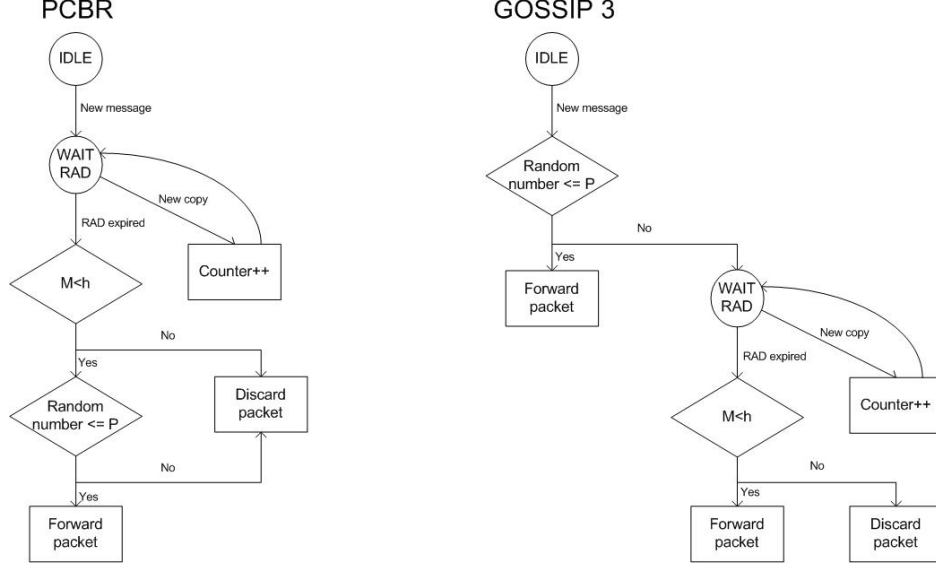 PCBR
IDLE
New message
WAIT
RAD
New copy
RAD expired
Counter++
M<h
No
Yes
Random
number <= P
Discard
packet
No
Yes
Forward
packet
GOSSIP 3
IDLE
New message
Random
number <= P
No
Yes
Forward
packet
WAIT
RAD
New copy
RAD expired
Counter++
M<h
No
Yes
Forward
packet
Discard
packet